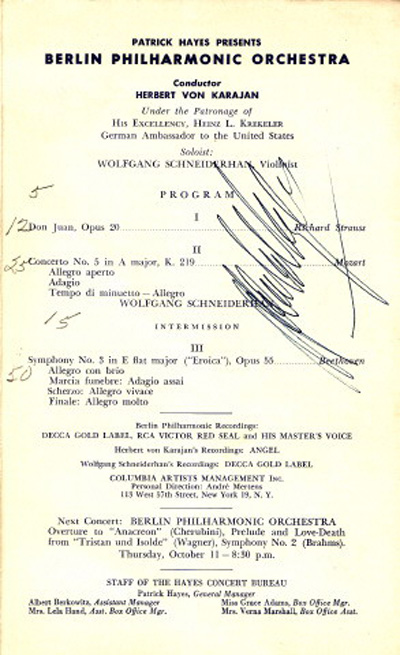 PATRICK HAYES PRESENTS
BERLIN PHILHARMONIC ORCHESTRA
Conductor
HERBERT VON KARAJAN
Under the Patronage of
HIS EXCELLENCY, HEINZ L. KREKELER
German Ambassador to the United States
Soloist:
WOLFGANG SCHNEIDERHAN, Violinist
5
PROGRAM
I
12 Don Juan, Opus 20 Richard Strauss
II
25 Concerto No. 5 in A major, K. 219 Mozart
Allegro aperto
Adagio
Tempo di minuetto — Allegro
WOLFGANG SCHNEIDERHAN
15
INTERMISSION
III
Symphony No. 3 in E flat major ("Eroica"), Opus 55 Beethoven
50 Allegro con brio
Marcia funebre: Adagio assai
Scherzo: Allegro vivace
Finale: Allegro molto
Berlin Philharmonic Recordings:
DECCA GOLD LABEL, RCA VICTOR RED SEAL and HIS MASTER'S VOICE
Herbert von Karajan's Recordings: ANGEL
Wolfgang Schneiderhan's Recordings: DECCA GOLD LABEL
COLUMBIA ARTISTS MANAGEMENT INC.
Personal Direction: André Mertens
113 West 57th Street, New York 19, N. Y.
Next Concert: BERLIN PHILHARMONIC ORCHESTRA
Overture to "Anacreon" (Cherubini), Prelude and Love-Death
from "Tristan und Isolde" (Wagner), Symphony No. 2 (Brahms).
Thursday, October 11 — 8:30 p.m.
STAFF OF THE HAYES CONCERT BUREAU
Patrick Hayes, General Manager
Albert Berkowitz, Assistant Manager Miss Grace Adams, Box Office Mgr.
Mrs. Lela Hand, Asst. Box Office Mgr. Mrs. Verna Marshall, Box Office Asst.